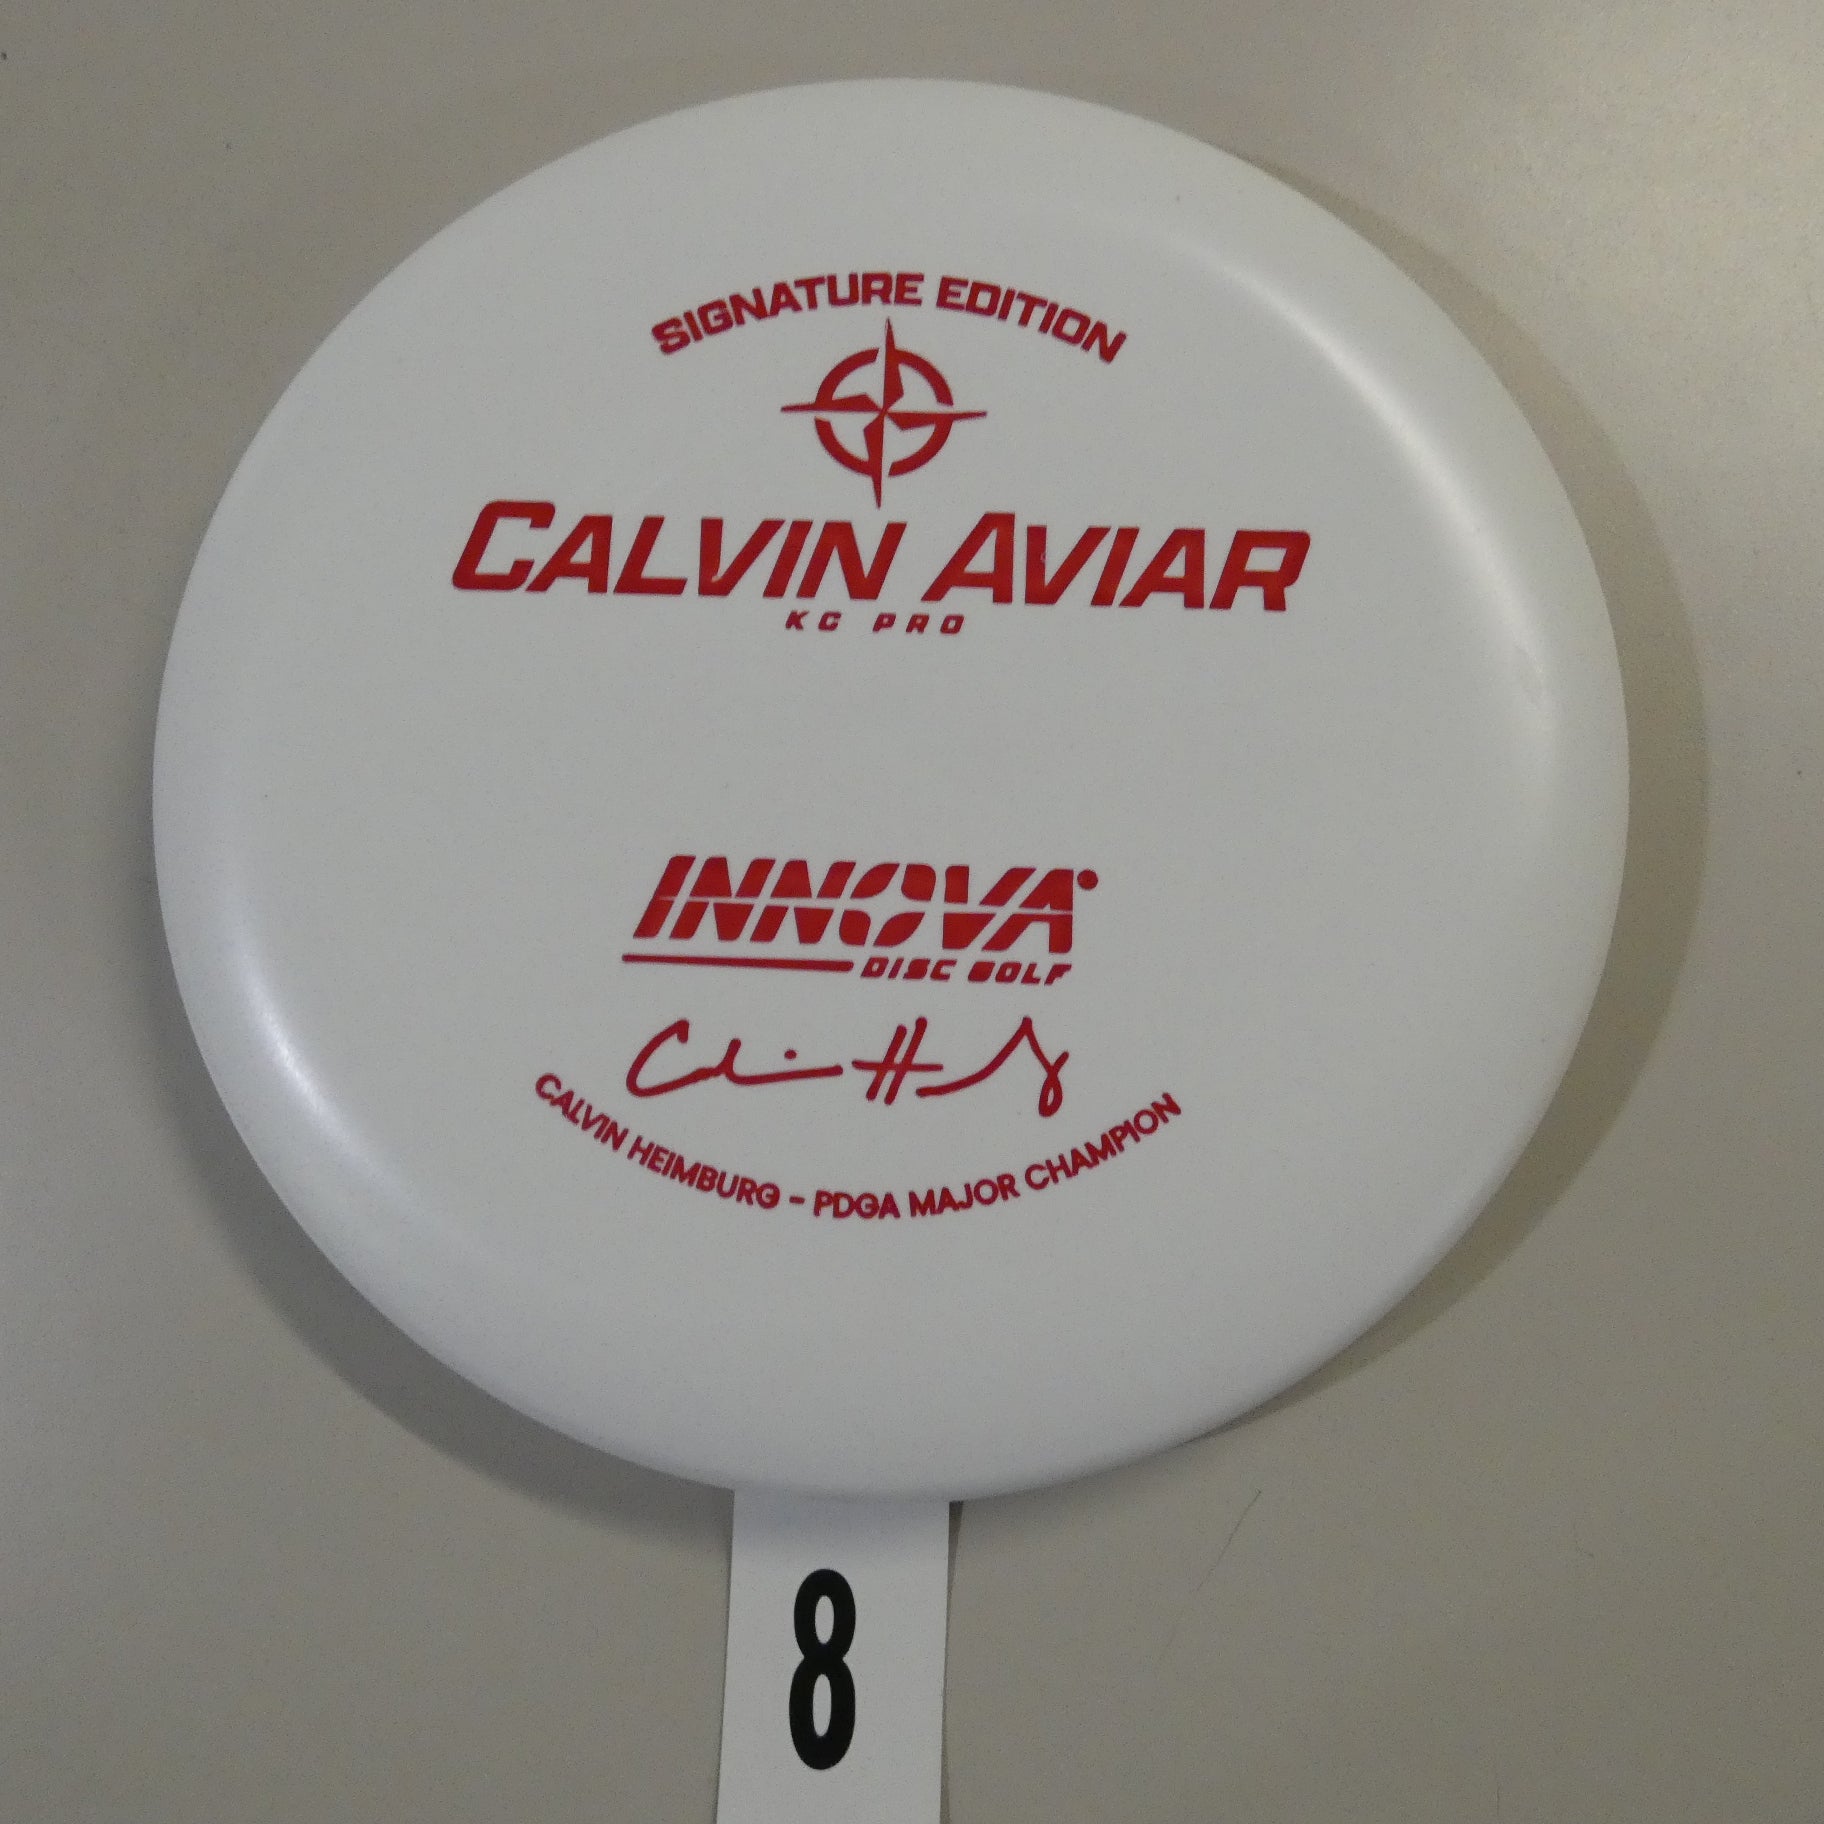 SIGNATURE EDITION
CALVIN AVIAR
KC PRO
INNOVA
DISC GOLF
CALVIN HEIMBURG - PDGA MAJOR CHAMPION
8